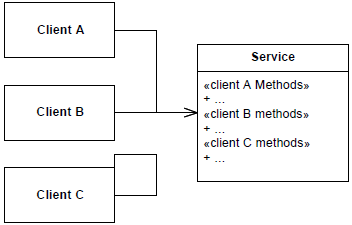 Client A
Client B
Client C
Service
«client A Methods»
+ ...
«client B methods»
+ ...
«client C methods»
+ ...